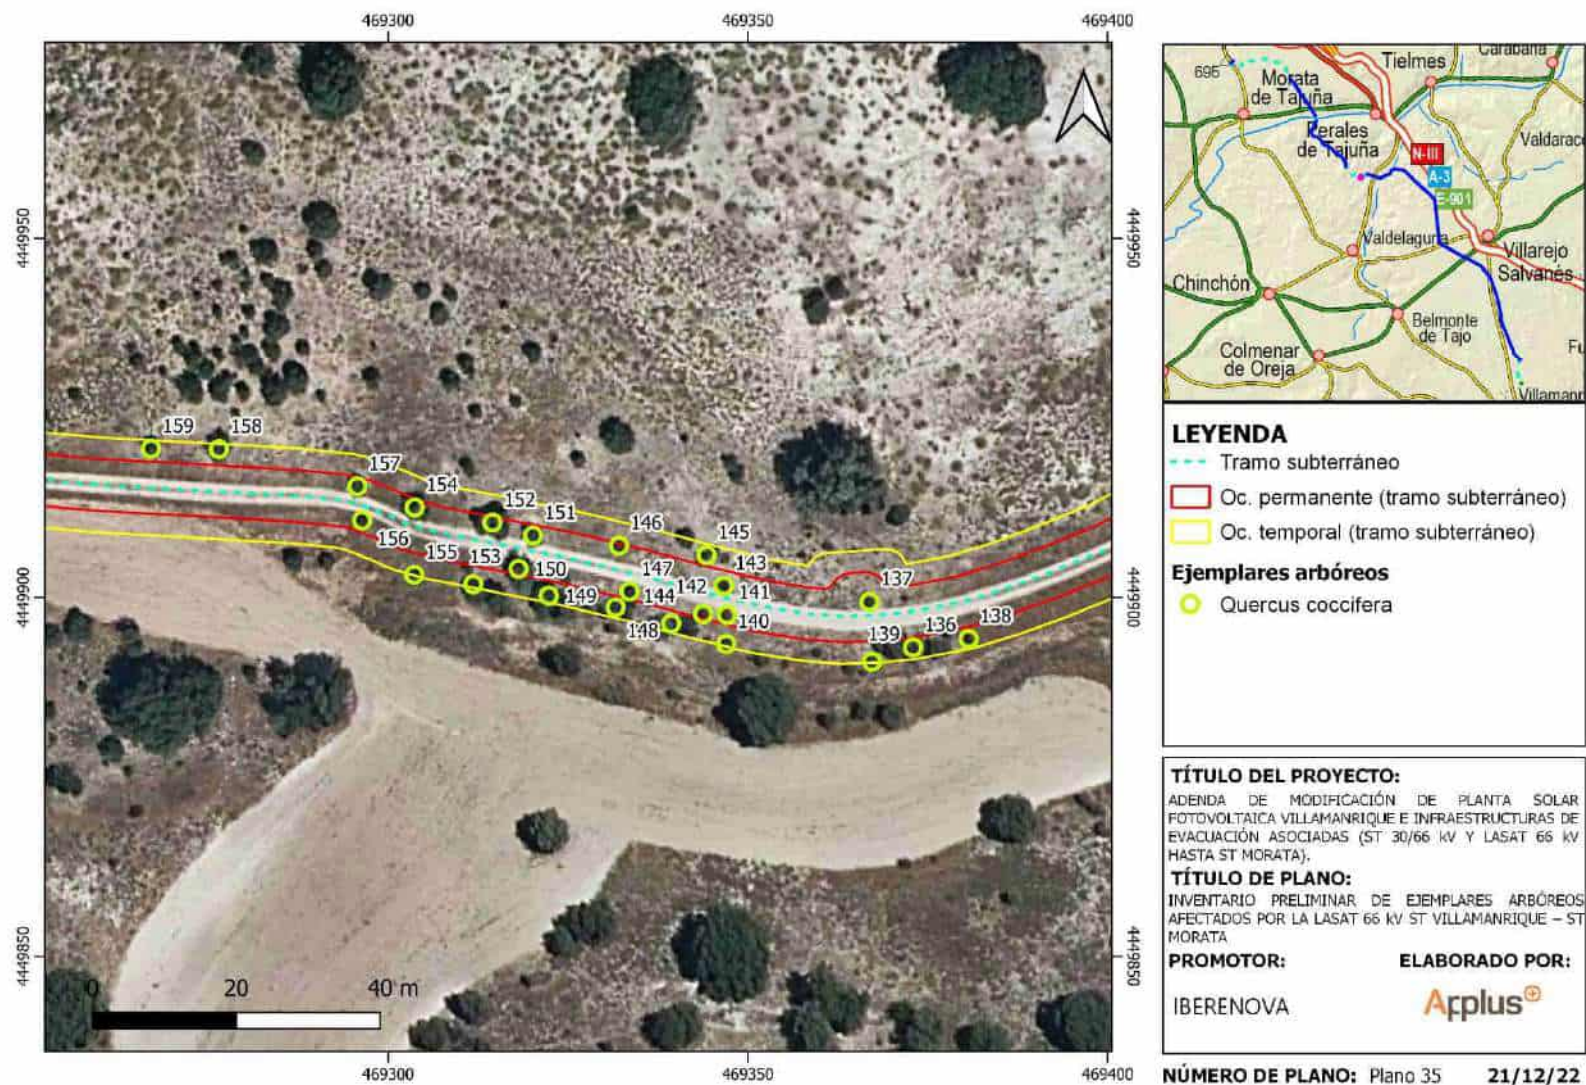 469300
469350
469400
4449950
4449900
4449850
4449950
4449900
4449850
159
158
157
154
152
151
146
145
143
137
156
155
153
150
147
142
141
149
144
140
148
139
136
138
0
20
40 m
469300
469350
469400
695
Morata
de Tajuña
Tielmes
Carabaña
Perales
de Tajuña
N-III
A-3
E-901
Valdarac
Valdelaguna
Villarejo
Salvanés
Chinchón
Belmonte
de Tajo
Colmenar
de Oreja
Fu
Villamanr
LEYENDA
Tramo subterráneo
Oc. permanente (tramo subterráneo)
Oc. temporal (tramo subterráneo)
Ejemplares arbóreos
Quercus coccifera
TÍTULO DEL PROYECTO:
ADENDA DE MODIFICACIÓN DE PLANTA SOLAR
FOTOVOLTAICA VILLAMANRIQUE E INFRAESTRUCTURAS DE
EVACUACIÓN ASOCIADAS (ST 30/66 kV Y LASAT 66 kV
HASTA ST MORATA).
TÍTULO DE PLANO:
INVENTARIO PRELIMINAR DE EJEMPLARES ARBÓREOS
AFECTADOS POR LA LASAT 66 kV ST VILLAMANRIQUE – ST
MORATA
PROMOTOR: ELABORADO POR:
IBERENOVA Applus+
NÚMERO DE PLANO: Plano 35 21/12/22